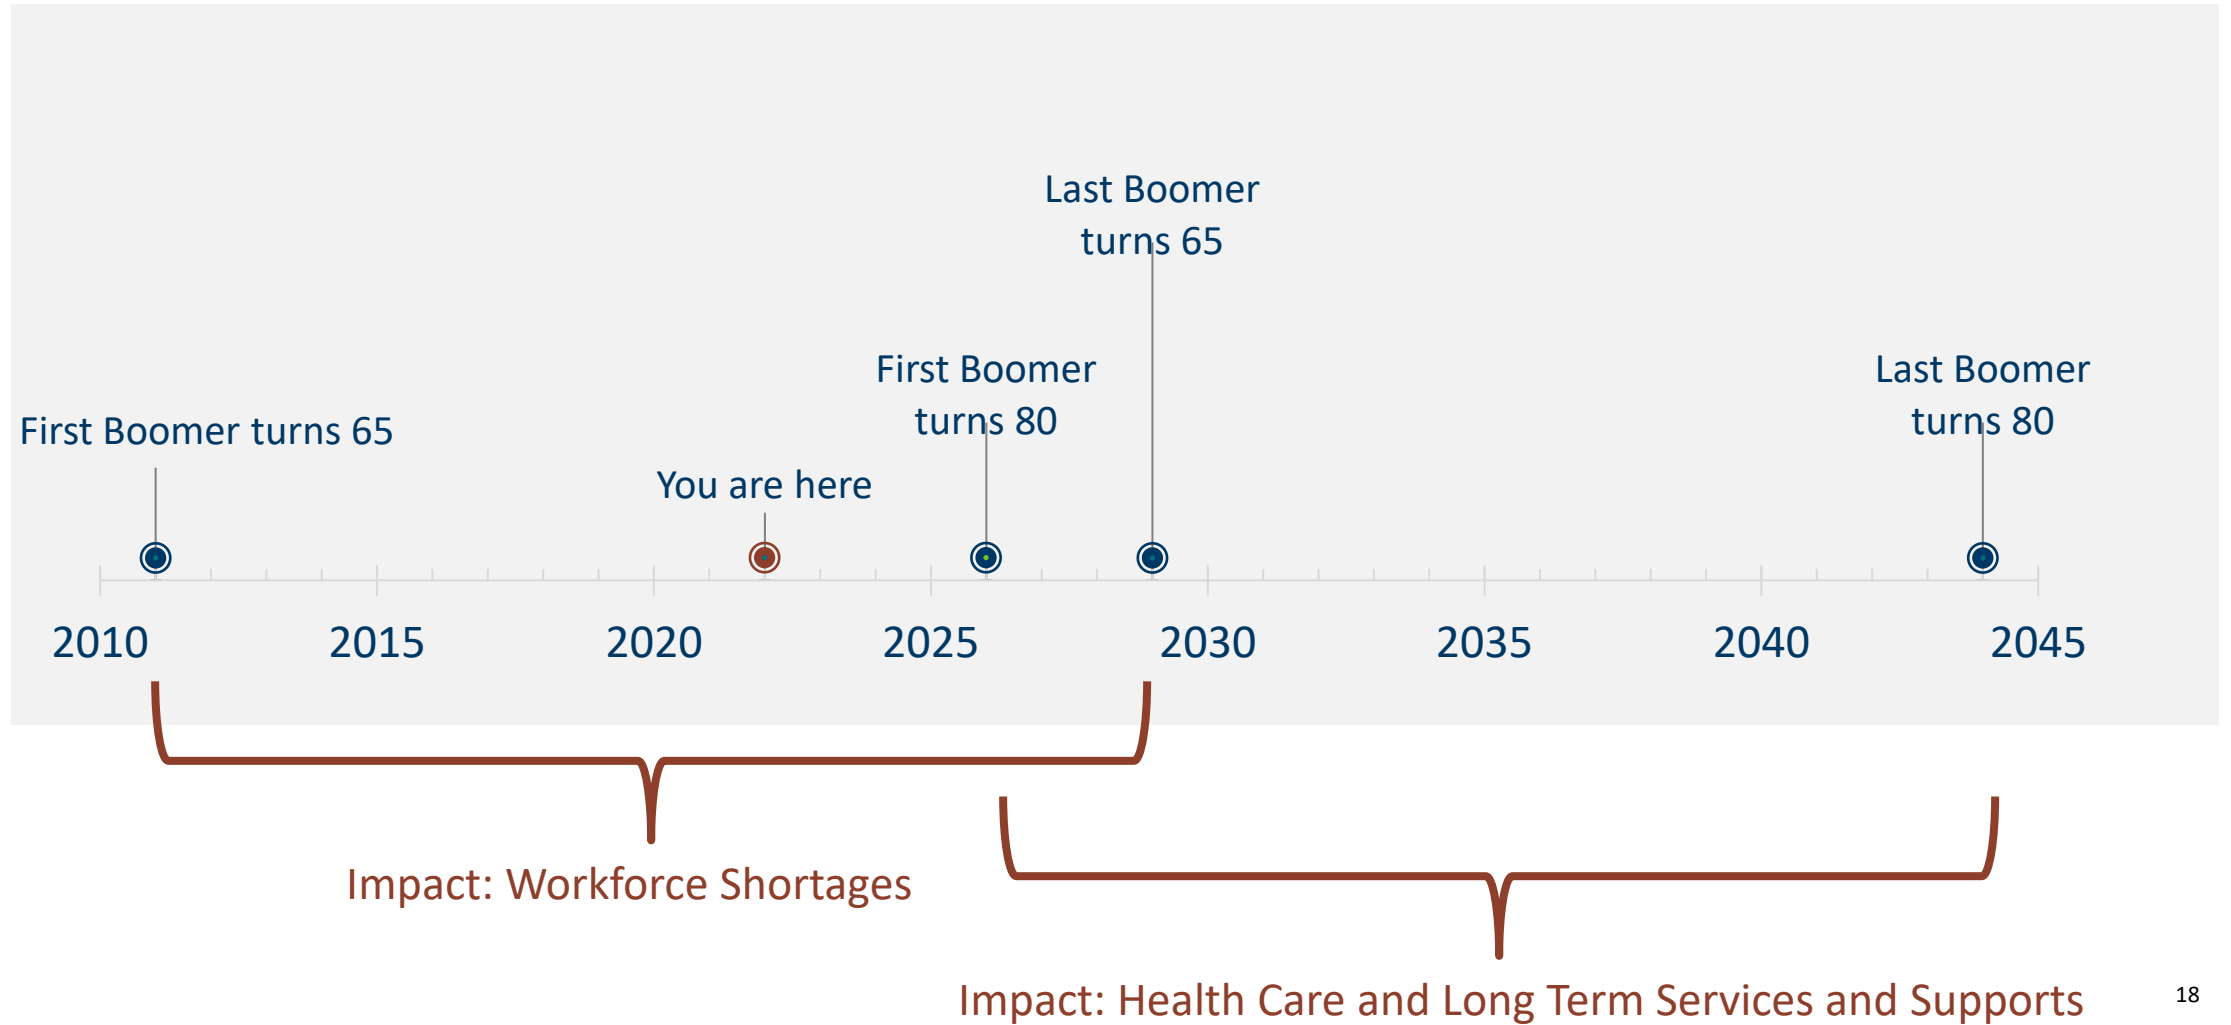 Last Boomer
turns 65
First Boomer
turns 80
Last Boomer
turns 80
First Boomer turns 65
You are here
2010
2015
2020
2025
2030
2035
2040
2045
Impact: Workforce Shortages
Impact: Health Care and Long Term Services and Supports
18